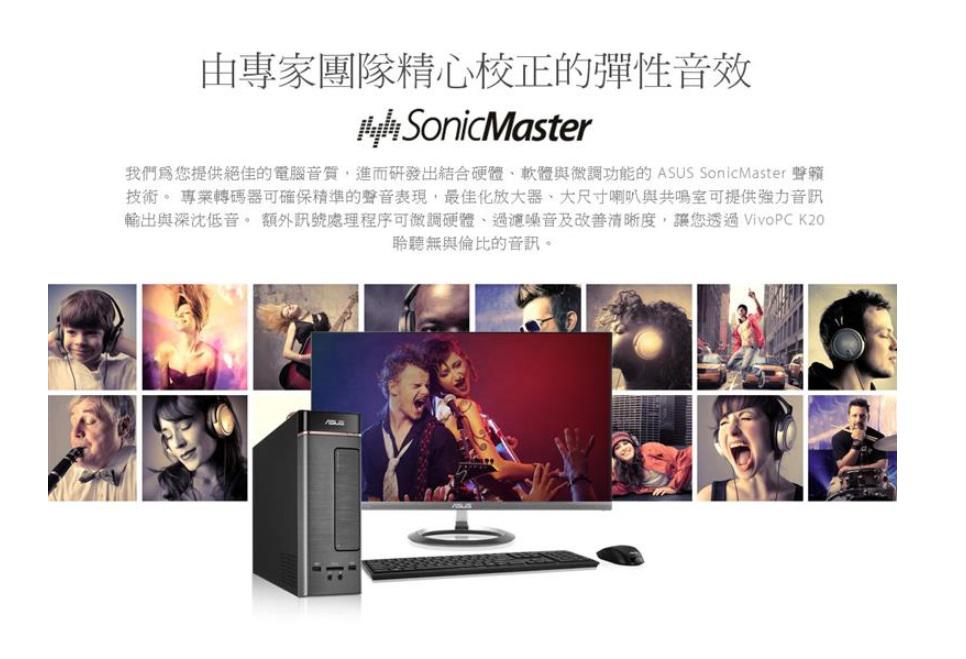 由專家團隊精心校正的彈性音效
SonicMaster
我們為您提供絕佳的電腦音質，進而研發出結合硬體、軟體與微調功能的 ASUS SonicMaster 聲籟
技術。 專業轉碼器可確保精準的聲音表現，最佳化放大器、大尺寸喇叭與共鳴室可提供強力音訊
輸出與深沈低音。 額外訊號處理程序可微調硬體、過濾噪音及改善清晰度，讓您透過 VivoPC K20
聆聽無與倫比的音訊。
ASUS
ASUS